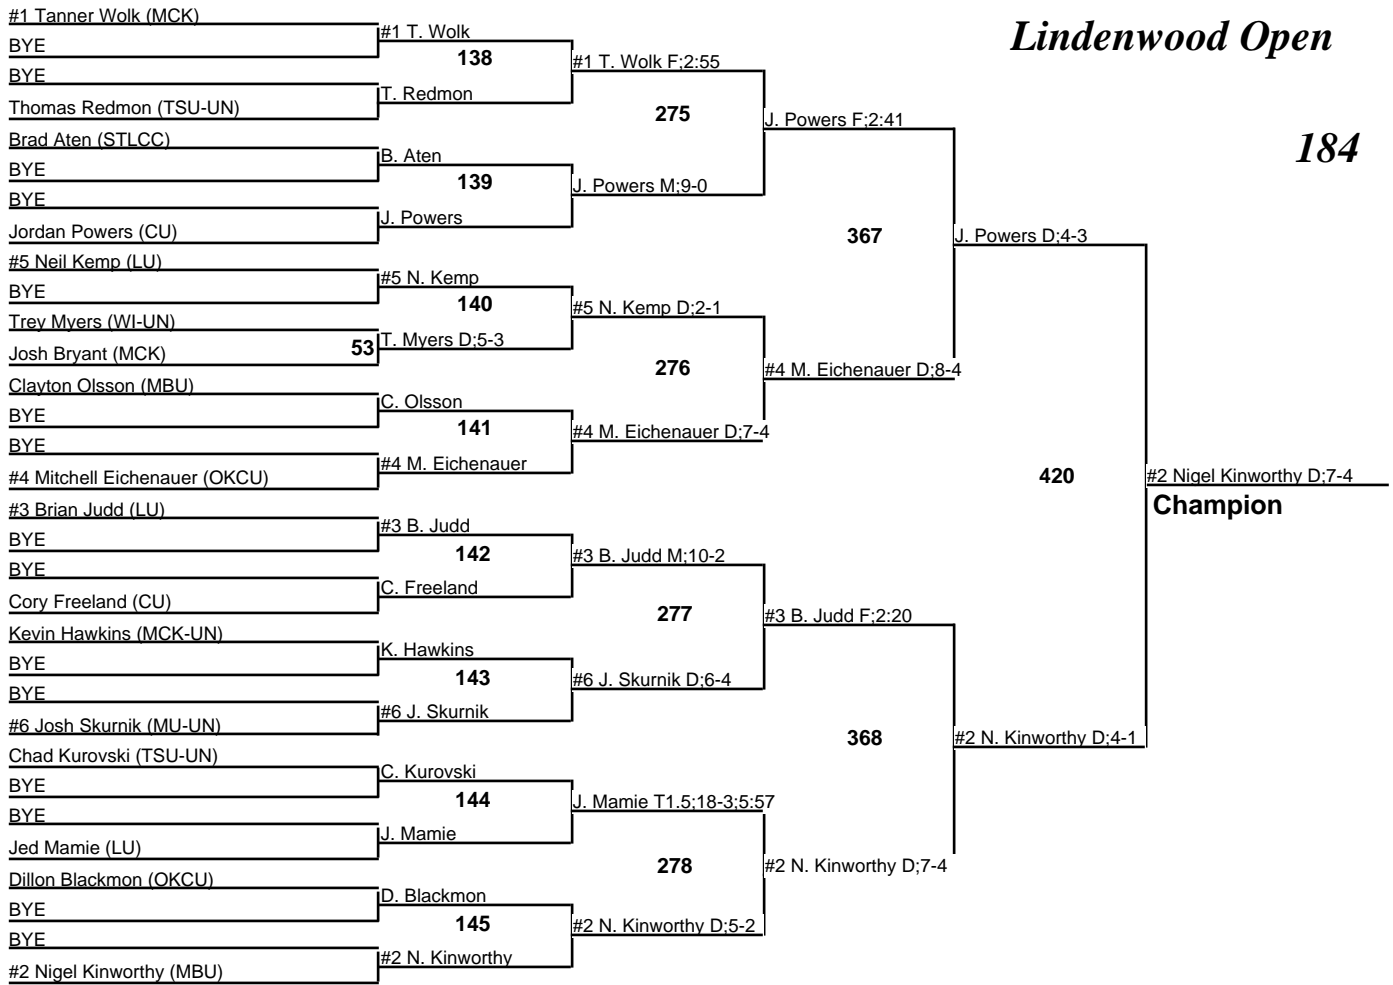 Lindenwood Open
184
#1 Tanner Wolk (MCK)
BYE
BYE
Thomas Redmon (TSU-UN)
Brad Aten (STLCC)
BYE
BYE
Jordan Powers (CU)
#5 Neil Kemp (LU)
BYE
Trey Myers (WI-UN)
Josh Bryant (MCK)
53
Clayton Olsson (MBU)
BYE
BYE
#4 Mitchell Eichenauer (OKCU)
#3 Brian Judd (LU)
BYE
BYE
Cory Freeland (CU)
Kevin Hawkins (MCK-UN)
BYE
BYE
#6 Josh Skurnik (MU-UN)
Chad Kurovski (TSU-UN)
BYE
BYE
Jed Mamie (LU)
Dillon Blackmon (OKCU)
BYE
BYE
#2 Nigel Kinworthy (MBU)
#1 T. Wolk
138
T. Redmon
B. Aten
139
J. Powers
#5 N. Kemp
140
T. Myers D;5-3
C. Olsson
141
#4 M. Eichenauer
#3 B. Judd
142
C. Freeland
K. Hawkins
143
#6 J. Skurnik
C. Kurovski
144
J. Mamie
D. Blackmon
145
#2 N. Kinworthy
#1 T. Wolk F;2:55
275
J. Powers M;9-0
#5 N. Kemp D;2-1
276
#4 M. Eichenauer D;7-4
#3 B. Judd M;10-2
277
#6 J. Skurnik D;6-4
J. Mamie T1.5;18-3;5:57
278
#2 N. Kinworthy D;5-2
J. Powers F;2:41
367
#4 M. Eichenauer D;8-4
#3 B. Judd F;2:20
368
#2 N. Kinworthy D;7-4
J. Powers D;4-3
420
#2 N. Kinworthy D;4-1
#2 Nigel Kinworthy D;7-4
Champion